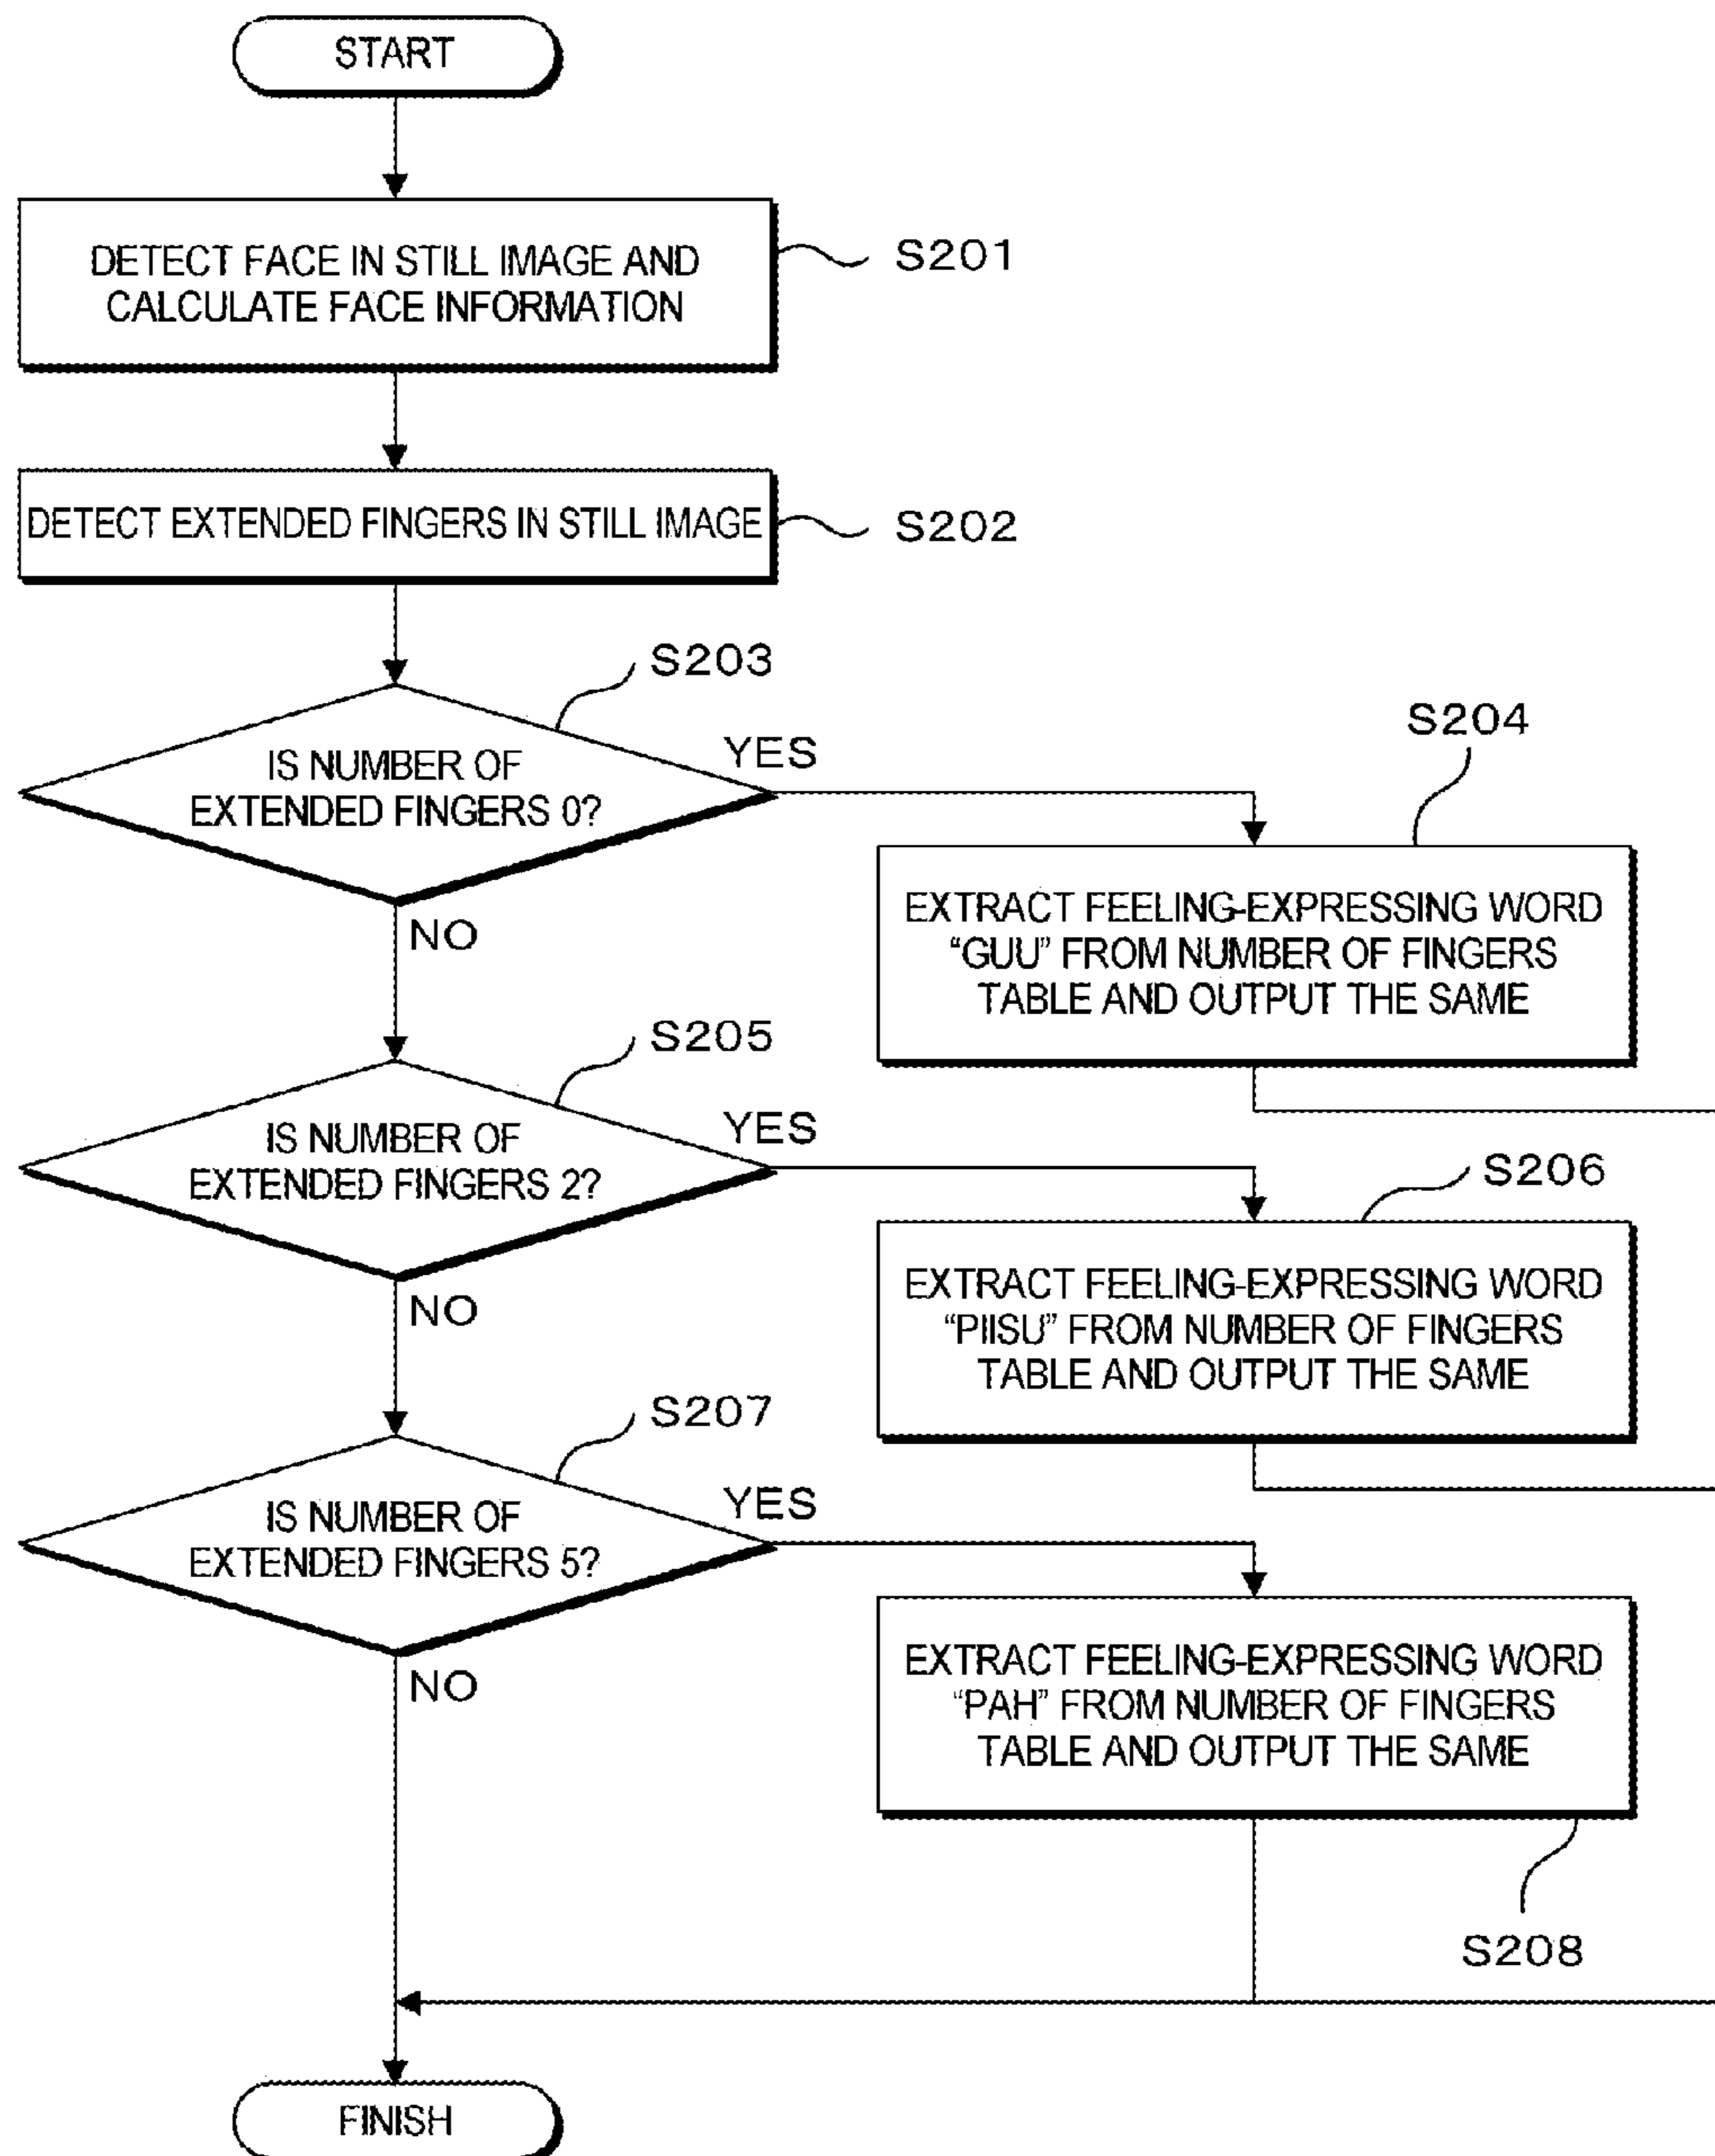 START
DETECT FACE IN STILL IMAGE AND
CALCULATE FACE INFORMATION
S201
DETECT EXTENDED FINGERS IN STILL IMAGE
S202
S203
IS NUMBER OF
EXTENDED FINGERS 0?
YES
NO
S204
EXTRACT FEELING-EXPRESSING WORD
"GUU" FROM NUMBER OF FINGERS
TABLE AND OUTPUT THE SAME
S205
IS NUMBER OF
EXTENDED FINGERS 2?
YES
NO
S206
EXTRACT FEELING-EXPRESSING WORD
"PIISU" FROM NUMBER OF FINGERS
TABLE AND OUTPUT THE SAME
S207
IS NUMBER OF
EXTENDED FINGERS 5?
YES
NO
EXTRACT FEELING-EXPRESSING WORD
"PAH" FROM NUMBER OF FINGERS
TABLE AND OUTPUT THE SAME
S208
FINISH